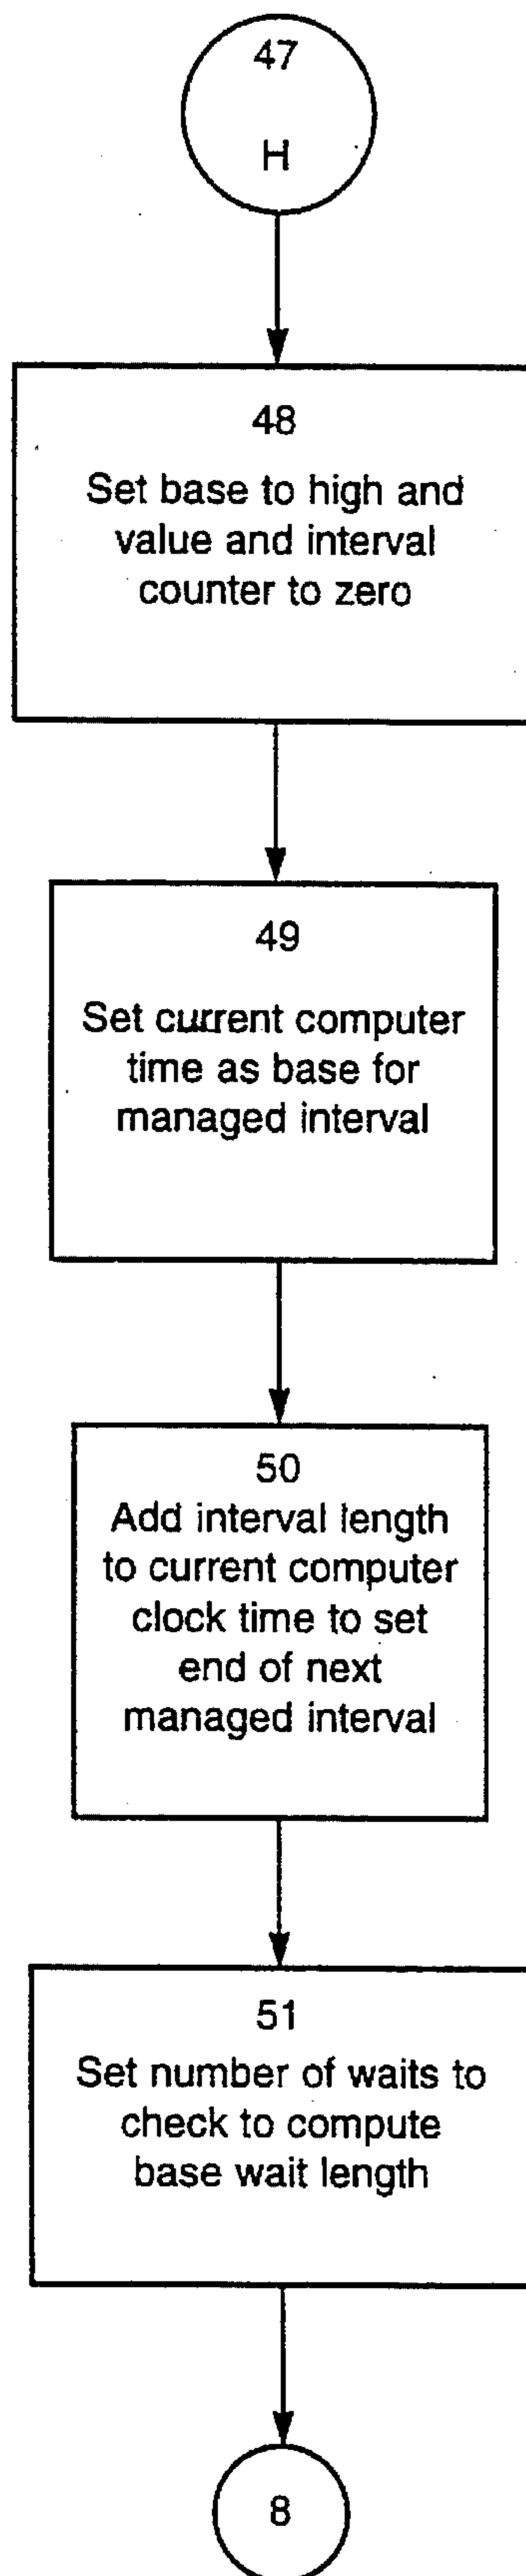 47
H
48
Set base to high and
value and interval
counter to zero
49
Set current computer
time as base for
managed interval
50
Add interval length
to current computer
clock time to set
end of next
managed interval
51
Set number of waits to
check to compute
base wait length
8